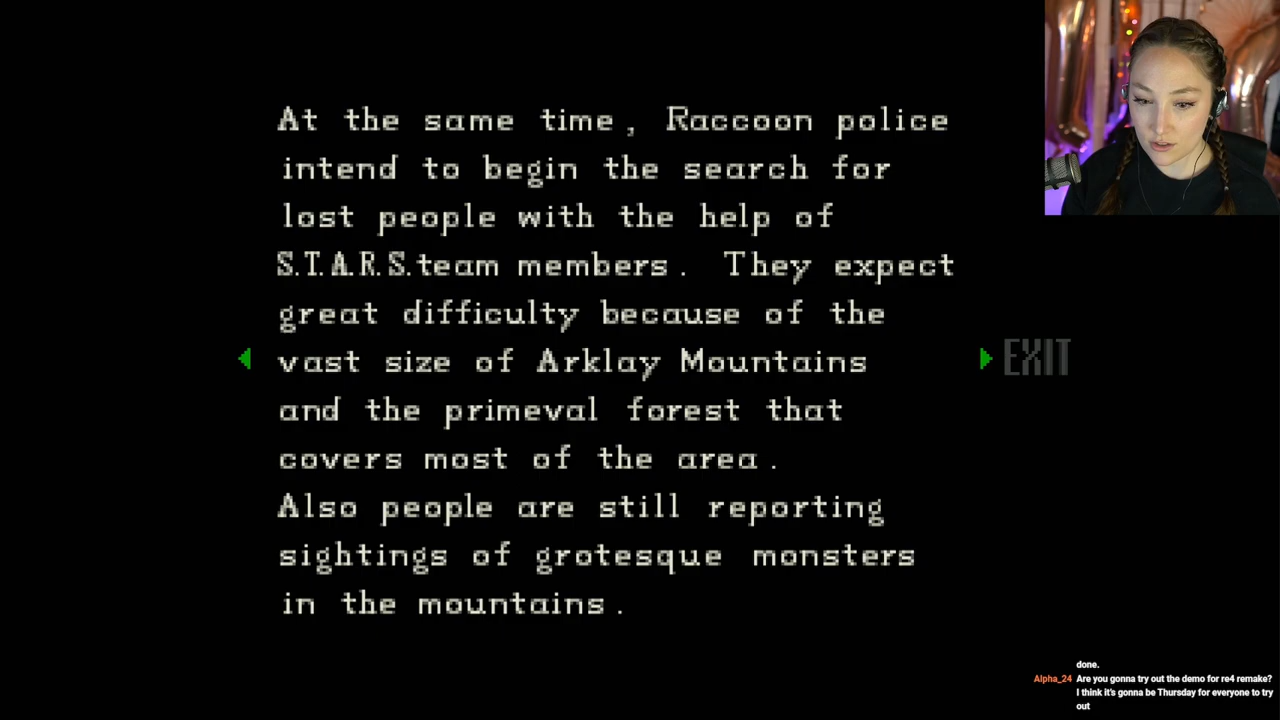 At the same time, Raccoon police
intend to begin the search for
lost people with the help of
S.T.A.R.S.team members. They expect
great difficulty because of the
vast size of Arklay Mountains
and the primeval forest that
covers most of the area.
Also people are still reporting
sightings of grotesque monsters
in the mountains.
EXIT
done.
Alpha_24 Are you gonna try out the demo for re4 remake?
I think it's gonna be Thursday for everyone to try
out